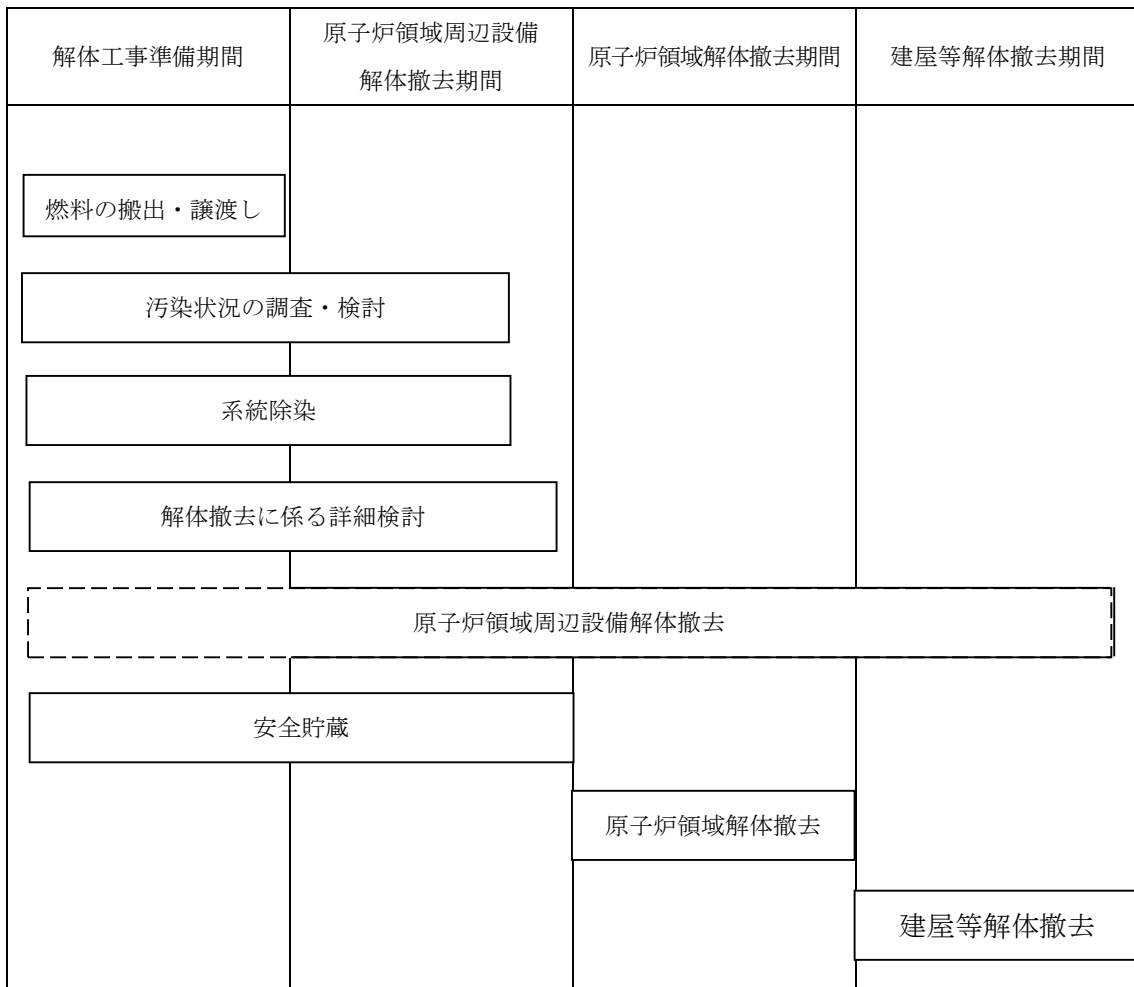 解体工事準備期間
原子炉領域周辺設備
解体撤去期間
原子炉領域解体撤去期間
建屋等解体撤去期間
燃料の搬出・譲渡し
汚染状況の調査・検討
系統除染
解体撤去に係る詳細検討
原子炉領域周辺設備解体撤去
安全貯蔵
原子炉領域解体撤去
建屋等解体撤去